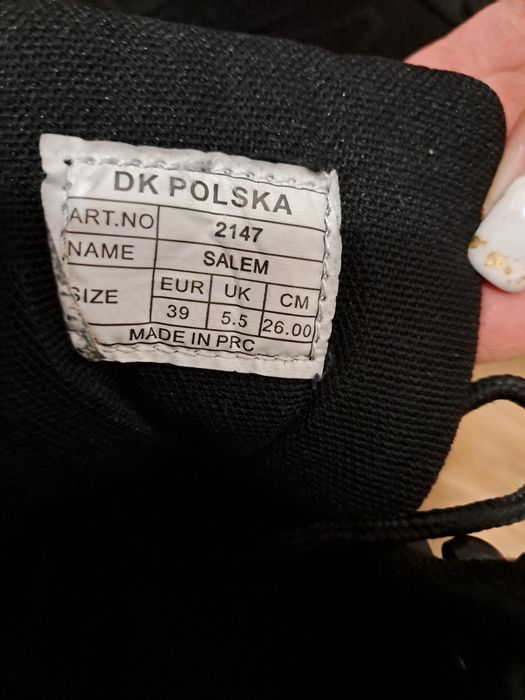 DK POLSKA
ART.NO 2147
NAME SALEM
SIZE EUR UK CM
39 5.5 26.00
MADE IN PRC